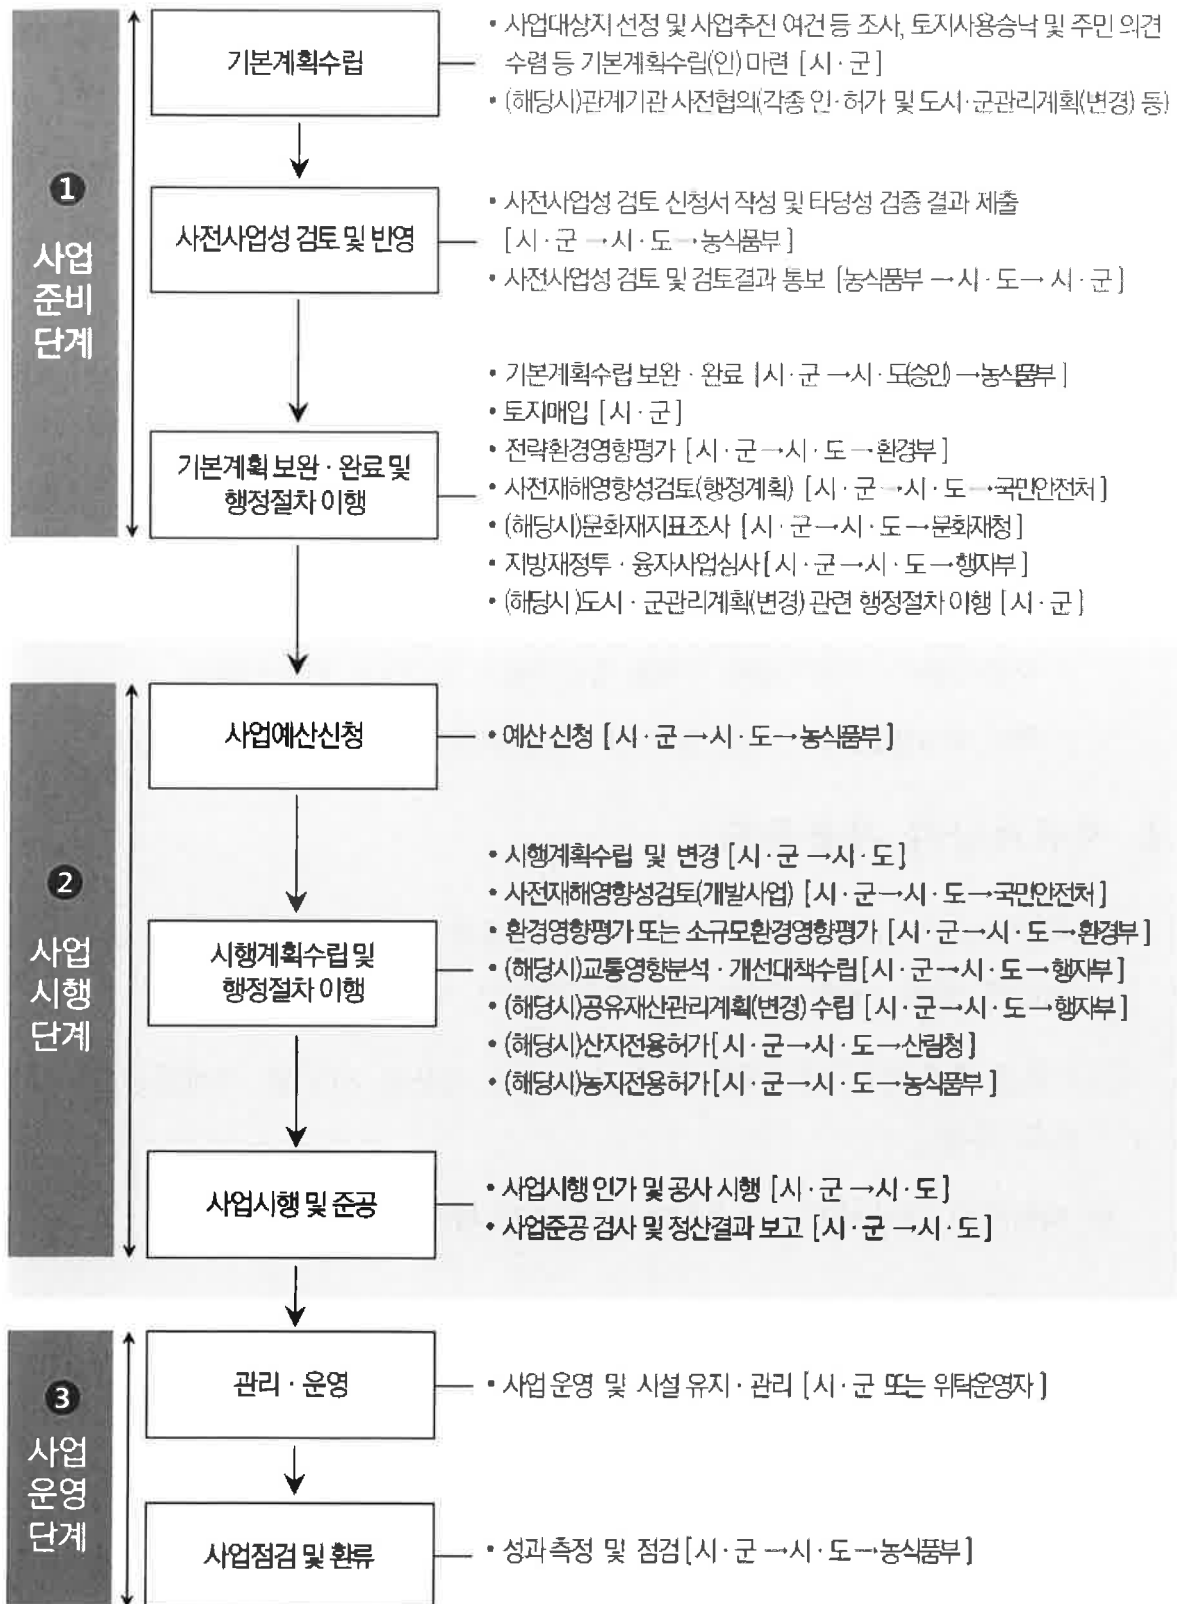 ❶
사업
준비
단계
기본계획수립
• 사업대상지 선정 및 사업추진 여건 등 조사, 토지사용승낙 및 주민 의견
수렴 등 기본계획수립(안) 마련 [시·군]
• (해당시)관계기관 사전협의(각종 인·허가 및 도시·군관리계획(변경) 등)
사전사업성 검토 및 반영
• 사전사업성 검토 신청서 작성 및 타당성 검증 결과 제출
[시·군→시·도→농식품부]
• 사전사업성 검토 및 검토결과 통보 [농식품부→시·도→시·군]
기본계획 보완·완료 및
행정절차 이행
• 기본계획수립 보완·완료 [시·군→시·도(승인)→농식품부]
• 토지매입 [시·군]
• 전략환경영향평가 [시·군→시·도→환경부]
• 사전재해영향성검토(행정계획) [시·군→시·도→국민안전처]
• (해당시)문화재지표조사 [시·군→시·도→문화재청]
• 지방재정투·융자사업심사[시·군→시·도→행자부]
• (해당시)도시·군관리계획(변경) 관련 행정절차 이행 [시·군]
❷
사업
시행
단계
사업예산신청
• 예산 신청 [시·군→시·도→농식품부]
시행계획수립 및
행정절차 이행
• 시행계획수립 및 변경 [시·군→시·도]
• 사전재해영향성검토(개발사업) [시·군→시·도→국민안전처]
• 환경영향평가 또는 소규모환경영향평가 [시·군→시·도→환경부]
• (해당시)교통영향분석·개선대책수립[시·군→시·도→행자부]
• (해당시)공유재산관리계획(변경) 수립 [시·군→시·도→행자부]
• (해당시)산지전용허가[시·군→시·도→산림청]
• (해당시)농지전용허가[시·군→시·도→농식품부]
사업시행 및 준공
• 사업시행 인가 및 공사 시행 [시·군→시·도]
• 사업준공 검사 및 정산결과 보고 [시·군→시·도]
❸
사업
운영
단계
관리·운영
• 사업 운영 및 시설 유지·관리 [시·군 또는 위탁운영자]
사업점검 및 환류
• 성과 측정 및 점검[시·군→시·도→농식품부]